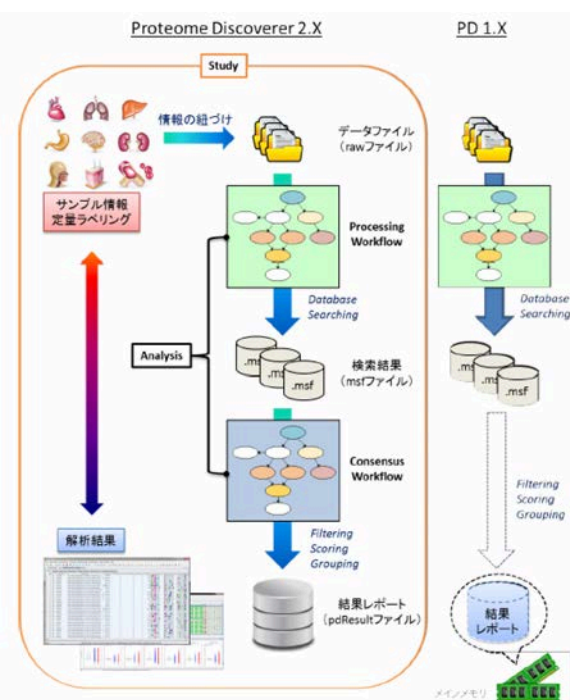 Proteome Discoverer 2.X
PD 1.X
Study
情報の紐づけ
データファイル
(rawファイル)
サンプル情報
定量ラベリング
Processing
Workflow
Database
Searching
Database
Searching
Analysis
.msf
.msf
.msf
検索結果
(msfファイル)
.msf
.msf
.msf
Consensus
Workflow
Filtering
Scoring
Grouping
Filtering
Scoring
Grouping
解析結果
結果レポート
(pdResultファイル)
結果
レポート
メインメモリ